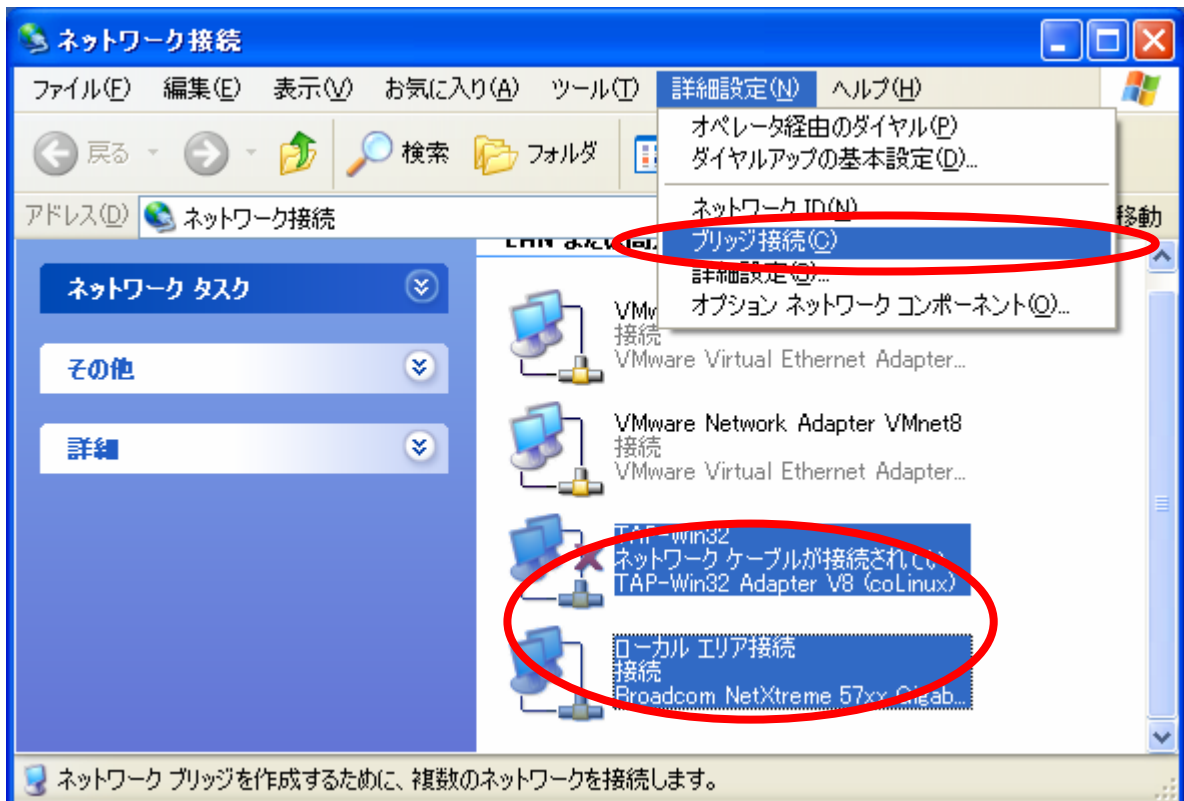 ネットワーク接続
ファイル(F) 編集(E) 表示(V) お気に入り(A) ツール(T) 詳細設定(N) ヘルプ(H)
オペレータ経由のダイヤル(P)
ダイヤルアップの基本設定(D)...
ネットワーク ID(N)
ブリッジ接続(C)
詳細設定(S)...
オプション ネットワーク コンポーネント(O)...
戻る 検索 フォルダ
アドレス(D) ネットワーク接続 移動
LAN または
ネットワーク タスク
その他
詳細
接続
VMware Virtual Ethernet Adapter...
VMware Network Adapter VMnet8
接続
VMware Virtual Ethernet Adapter...
TAP-Win32
ネットワーク ケーブルが接続されてい...
TAP-Win32 Adapter V8 (coLinux)
ローカル エリア接続
接続
Broadcom NetXtreme 57xx Gigab...
ネットワーク ブリッジを作成するために、複数のネットワークを接続します。